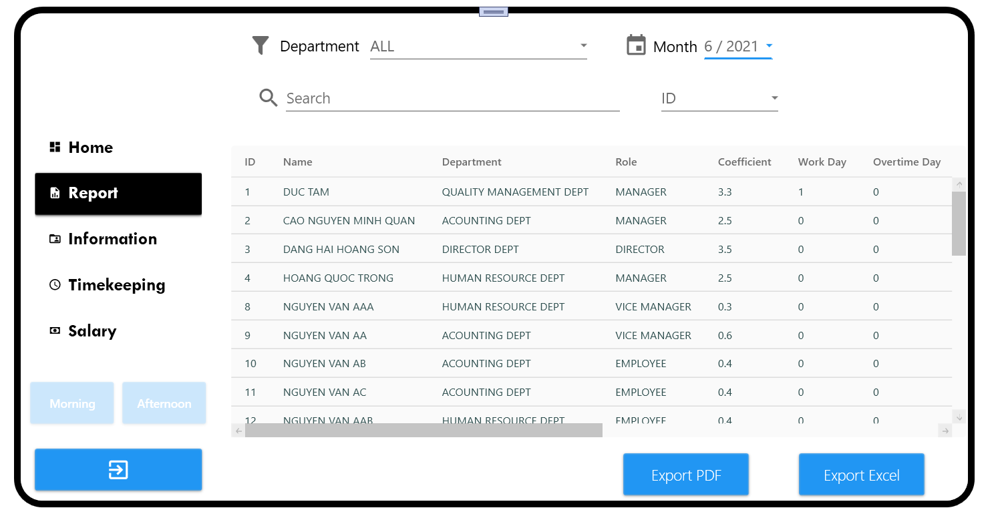 Department ALL
Month 6 / 2021
Search
ID
Home
Report
Information
Timekeeping
Salary
Morning Afternoon
ID Name Department Role Coefficient Work Day Overtime Day
1 DUC TAM QUALITY MANAGEMENT DEPT MANAGER 3.3 1 0
2 CAO NGUYEN MINH QUAN ACOUNTING DEPT MANAGER 2.5 0 0
3 DANG HAI HOANG SON DIRECTOR DEPT DIRECTOR 3.5 0 0
4 HOANG QUOC TRONG HUMAN RESOURCE DEPT MANAGER 2.5 0 0
8 NGUYEN VAN AAA HUMAN RESOURCE DEPT VICE MANAGER 0.3 0 0
9 NGUYEN VAN AA ACOUNTING DEPT VICE MANAGER 0.6 0 0
10 NGUYEN VAN AB ACOUNTING DEPT EMPLOYEE 0.4 0 0
11 NGUYEN VAN AC ACOUNTING DEPT EMPLOYEE 0.4 0 0
12 NGUYEN VAN AAB HUMAN RESOURCE DEPT EMPLOYEE 0.4 0 0
Export PDF
Export Excel